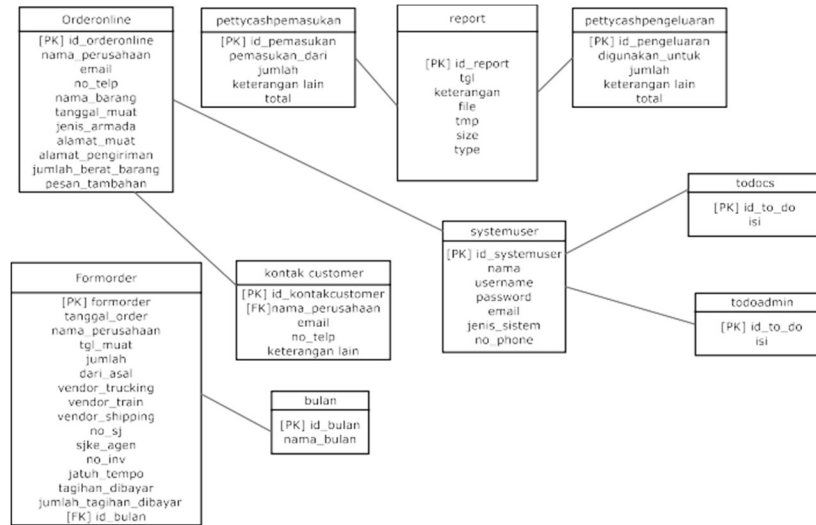 Orderonline
[PK] id_orderonline
nama_perusahaan
email
no_telp
nama_barang
tanggal_muat
jenis_armada
alamat_muat
alamat_pengiriman
jumlah_berat_barang
pesan_tambahan
pettycashpemasukan
[PK] id_pemasukan
pemasukan_dari
jumlah
keterangan lain
total
report
[PK] id_report
tgl
keterangan
file
tmp
size
type
pettycashpengeluaran
[PK] id_pengeluaran
digunakan_untuk
jumlah
keterangan lain
total
todocs
[PK] id_to_do
isi
systemuser
[PK] id_systemuser
nama
username
password
email
jenis_sistem
no_phone
Formorder
[PK] formorder
tanggal_order
nama_perusahaan
tgl_muat
jumlah
dari_asal
vendor_trucking
vendor_train
vendor_shipping
no_sj
sjke_agen
no_inv
jatuh_tempo
tagihan_dibayar
jumlah_tagihan_dibayar
[FK] id_bulan
kontak customer
[PK] id_kontakcustomer
[FK]nama_perusahaan
email
no_telp
keterangan lain
todoadmin
[PK] id_to_do
isi
bulan
[PK] id_bulan
nama_bulan